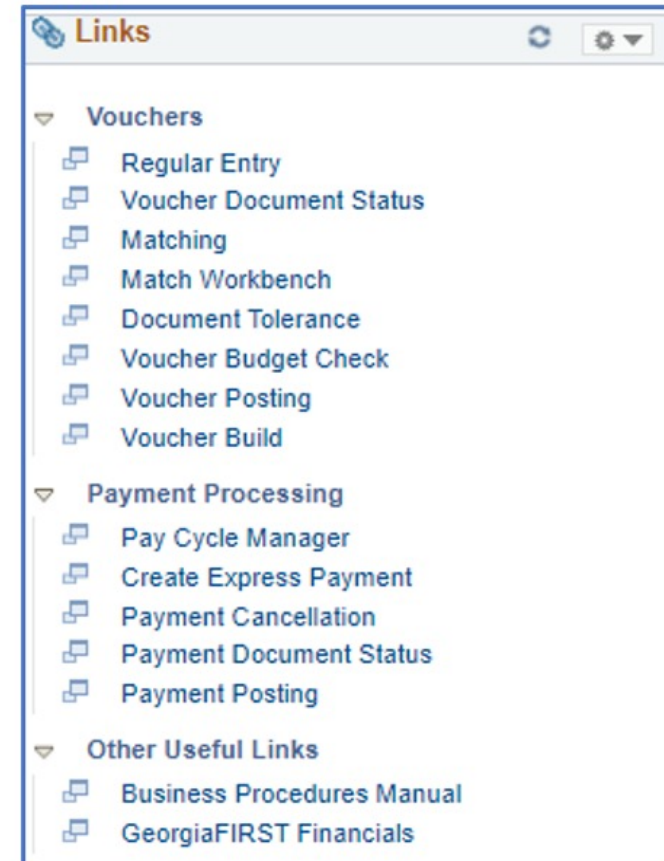 Links
Vouchers
Regular Entry
Voucher Document Status
Matching
Match Workbench
Document Tolerance
Voucher Budget Check
Voucher Posting
Voucher Build
Payment Processing
Pay Cycle Manager
Create Express Payment
Payment Cancellation
Payment Document Status
Payment Posting
Other Useful Links
Business Procedures Manual
GeorgiaFIRST Financials